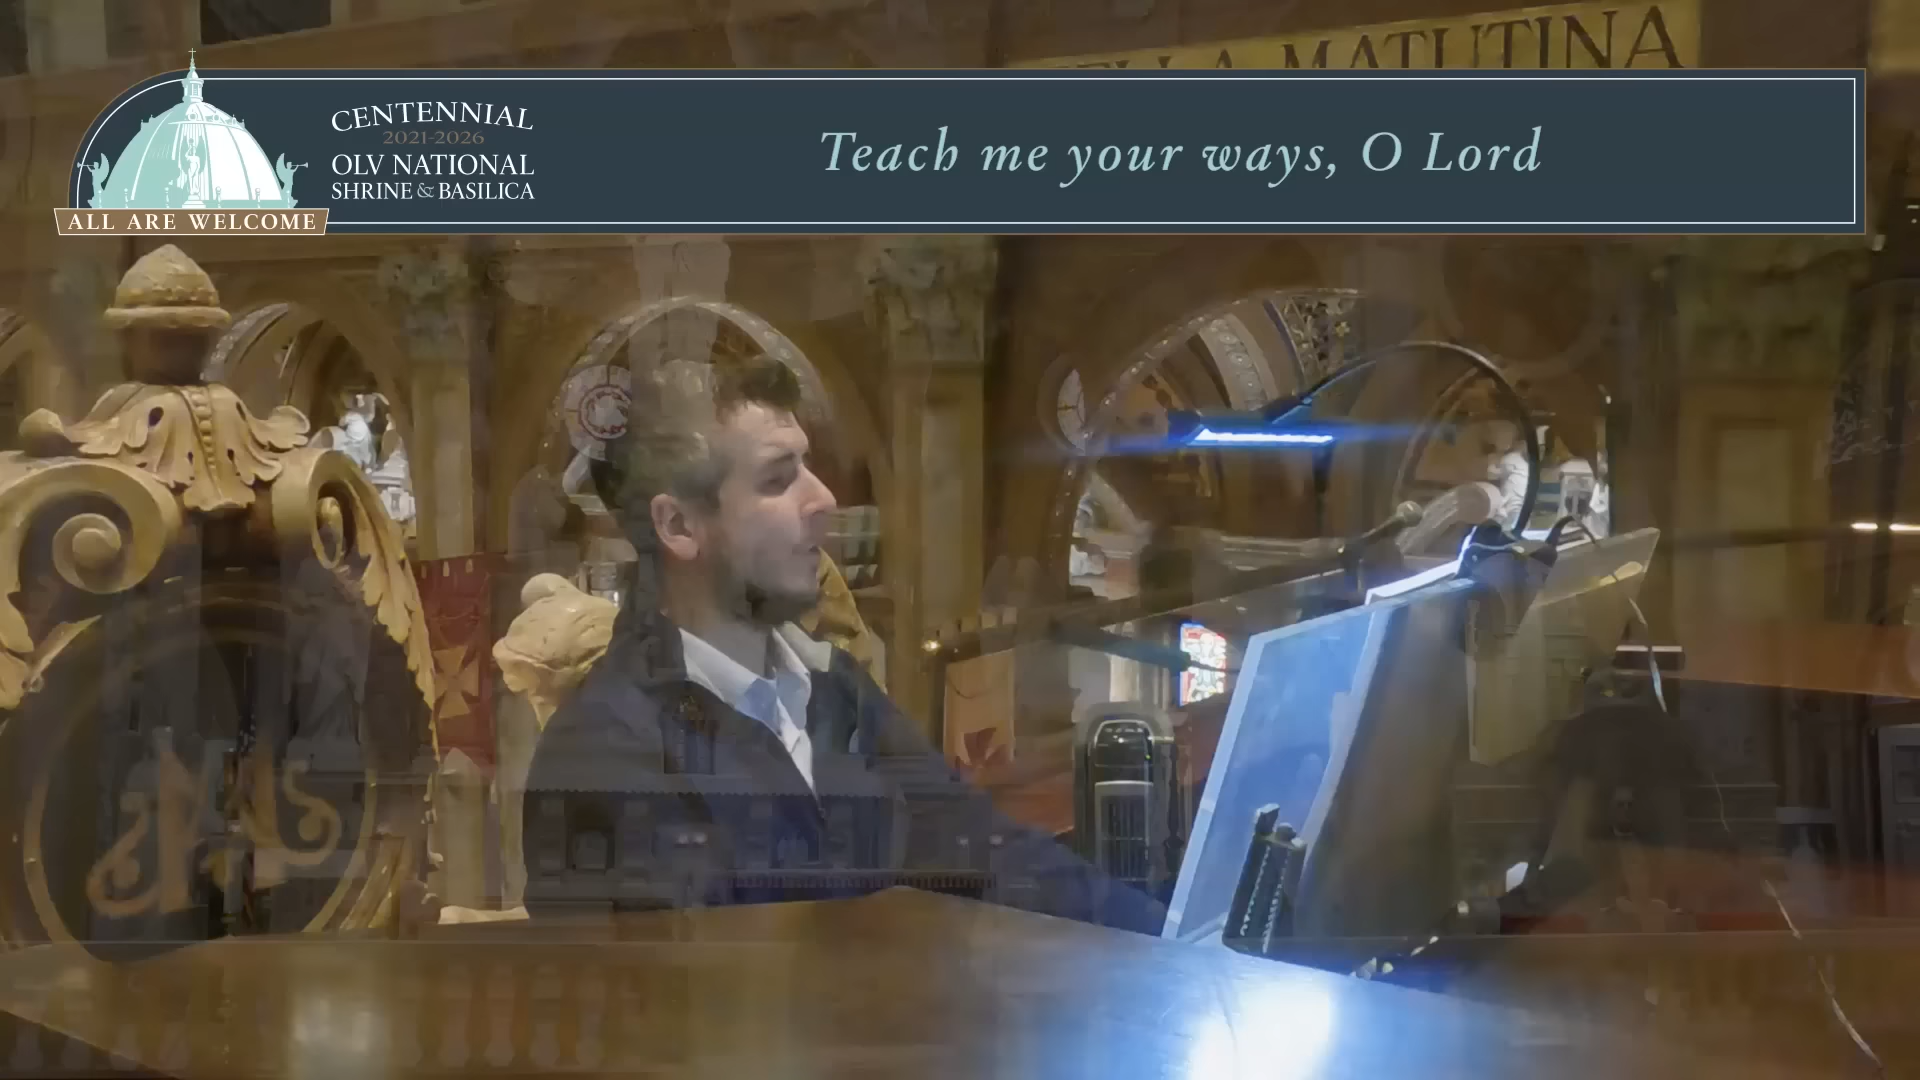 MATUTINA
CENTENNIAL
2021-2026
OLV NATIONAL
SHRINE & BASILICA
ALL ARE WELCOME
Teach me your ways, O Lord